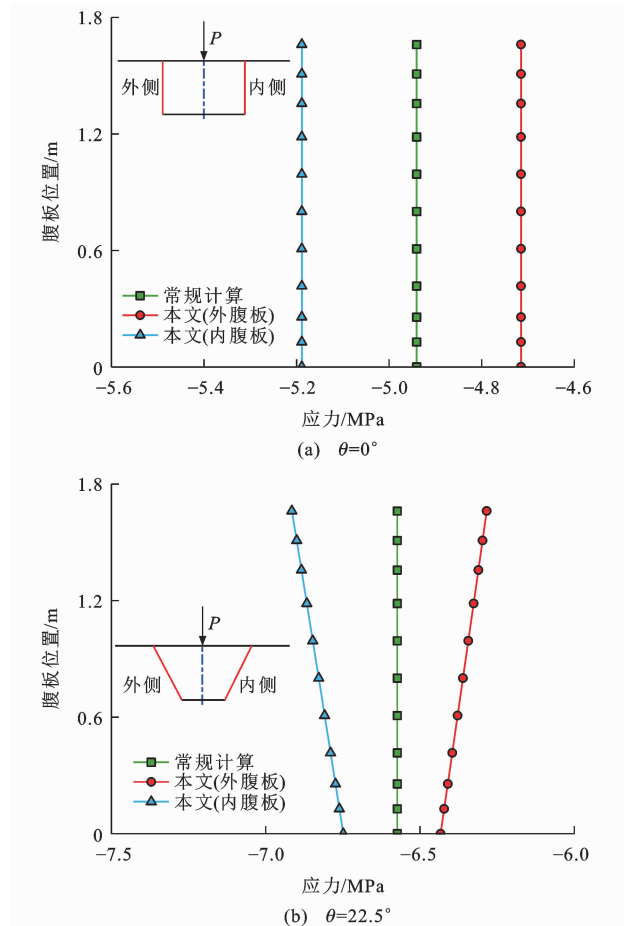 1.8
P
外侧
内侧
1.2
腹板位置/m
0.6
常规计算
本文(外腹板)
本文(内腹板)
0
−5.6
−5.4
−5.2
−5.0
−4.8
−4.6
应力/MPa
(a) θ=0°
1.8
1.2
腹板位置/m
P
外侧
内侧
0.6
常规计算
本文(外腹板)
本文(内腹板)
0
−7.5
−7.0
−6.5
−6.0
应力/MPa
(b) θ=22.5°